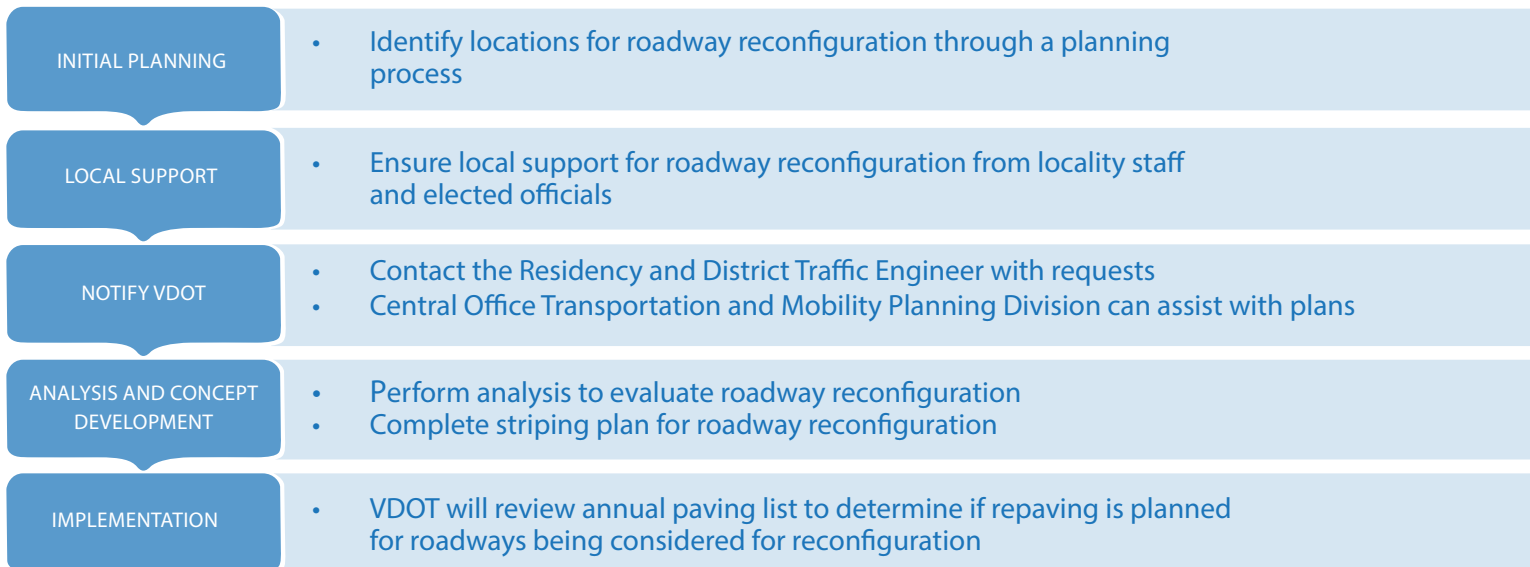 INITIAL PLANNING
• Identify locations for roadway reconfiguration through a planning
process
LOCAL SUPPORT
• Ensure local support for roadway reconfiguration from locality staff
and elected officials
NOTIFY VDOT
• Contact the Residency and District Traffic Engineer with requests
• Central Office Transportation and Mobility Planning Division can assist with plans
ANALYSIS AND CONCEPT
DEVELOPMENT
• Perform analysis to evaluate roadway reconfiguration
• Complete striping plan for roadway reconfiguration
IMPLEMENTATION
• VDOT will review annual paving list to determine if repaving is planned
for roadways being considered for reconfiguration